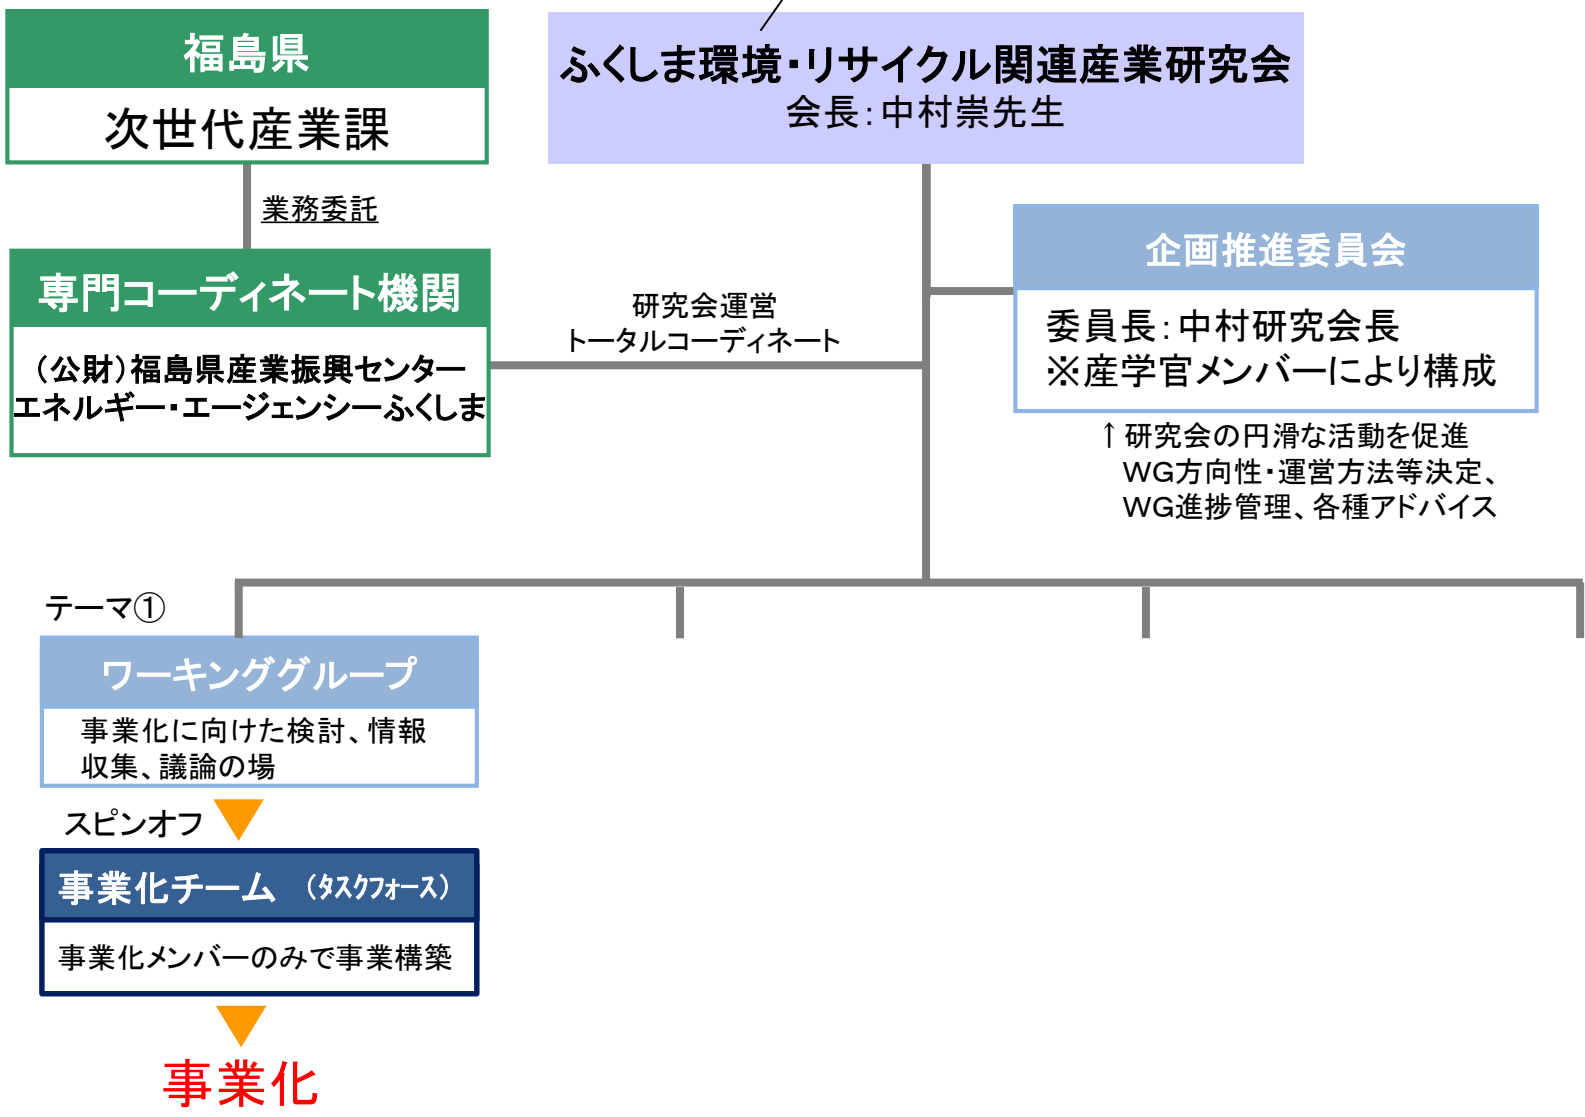 福島県
次世代産業課
業務委託
専門コーディネート機関
（公財）福島県産業振興センター
エネルギー・エージェンシーふくしま
ふくしま環境・リサイクル関連産業研究会
会長：中村崇先生
研究会運営
トータルコーディネート
企画推進委員会
委員長：中村研究会長
※産学官メンバーにより構成
↑研究会の円滑な活動を促進
WG方向性・運営方法等決定、
WG進捗管理、各種アドバイス
テーマ①
ワーキンググループ
事業化に向けた検討、情報
収集、議論の場
スピンオフ
事業化チーム （ﾀｽｸﾌｫｰｽ）
事業化メンバーのみで事業構築
事業化